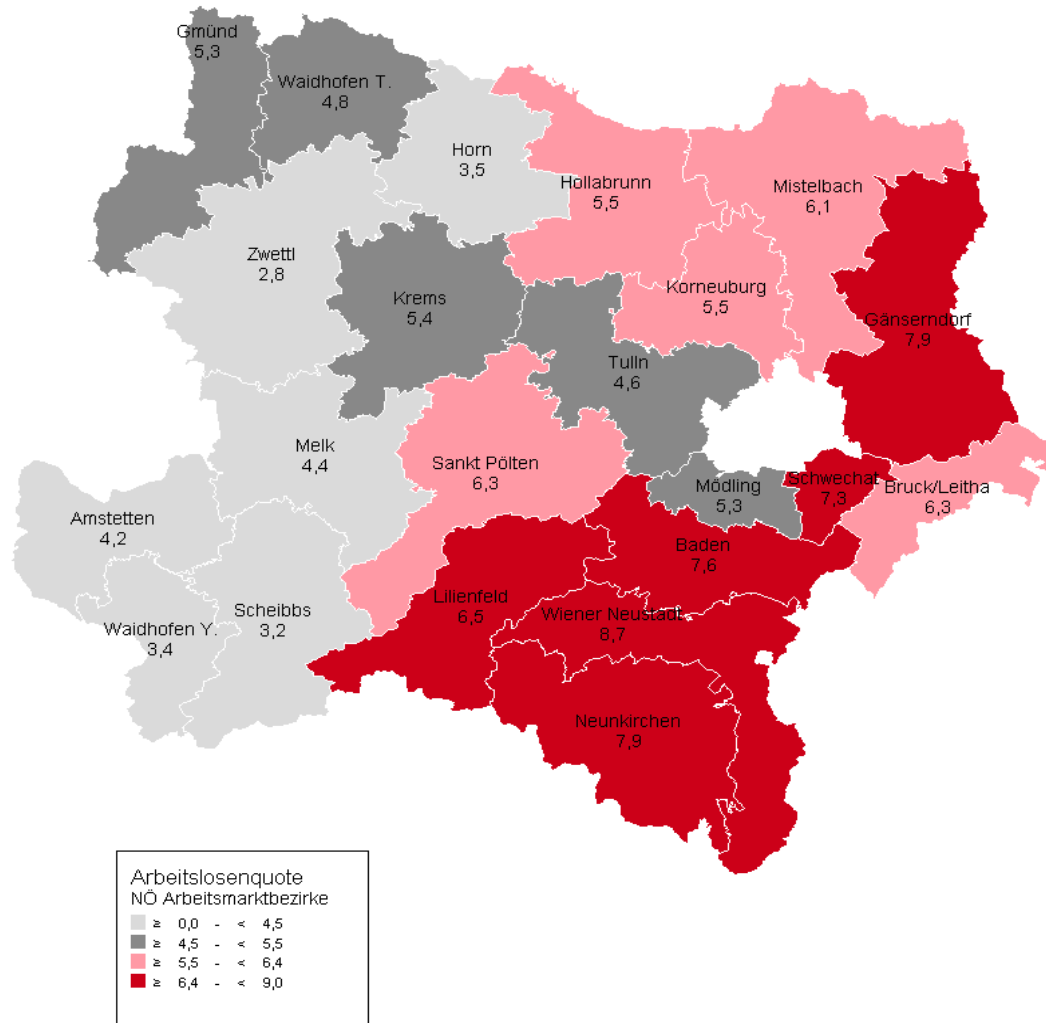 Gmünd
5,3
Waidhofen T.
4,8
Horn
3,5
Hollabrunn
5,5
Mistelbach
6,1
Zwettl
2,8
Krems
5,4
Korneuburg
5,5
Gänserndorf
7,9
Tulln
4,6
Melk
4,4
Sankt Pölten
6,3
Mödling
5,3
Schwechat
7,3
Bruck/Leitha
6,3
Amstetten
4,2
Baden
7,6
Lilienfeld
6,5
Scheibbs
3,2
Wiener Neustadt
8,7
Waidhofen Y.
3,4
Neunkirchen
7,9
Arbeitslosenquote
NÖ Arbeitsmarktbezirke
≥ 0,0 - < 4,5
≥ 4,5 - < 5,5
≥ 5,5 - < 6,4
≥ 6,4 - < 9,0